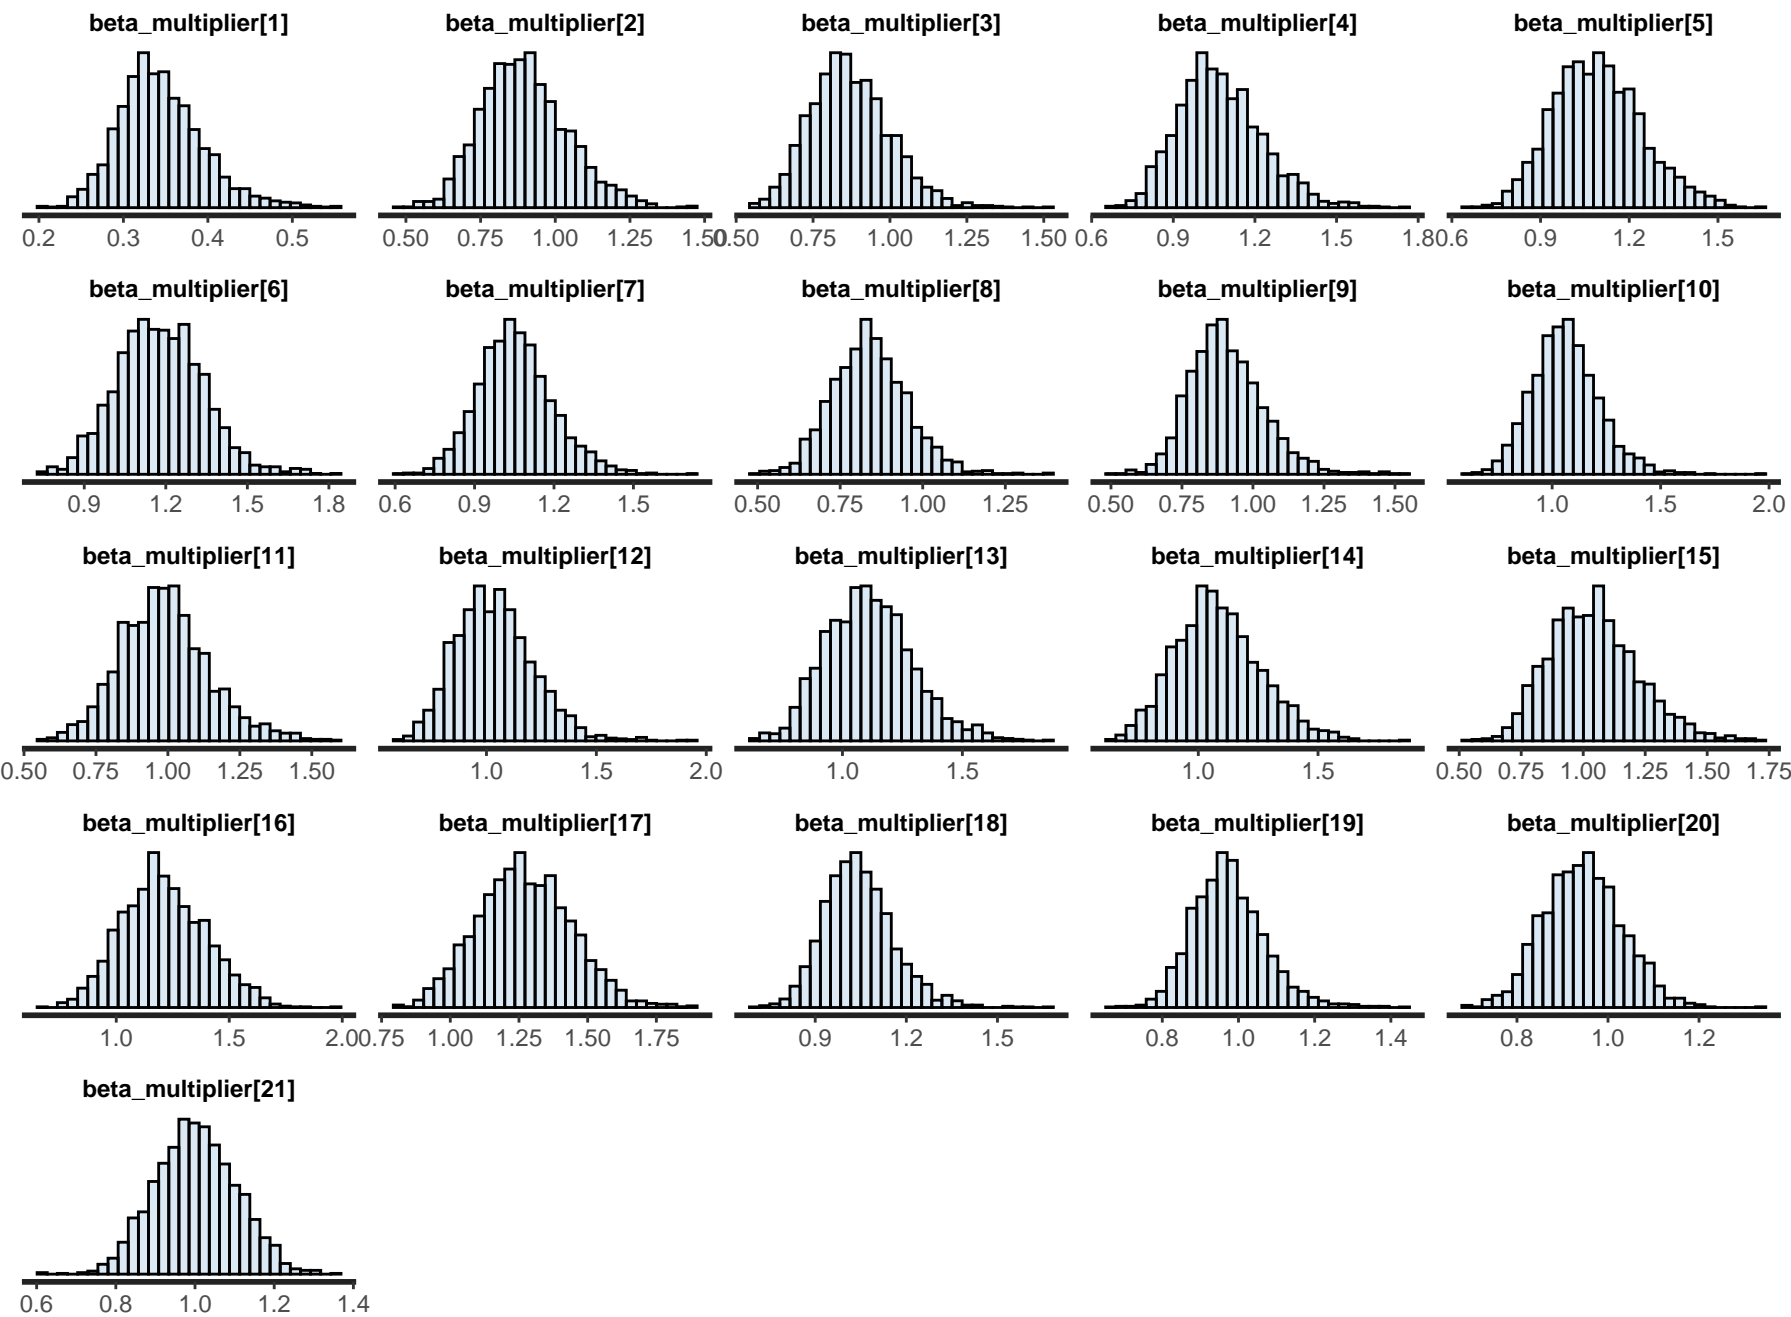 beta_multiplier[1] beta_multiplier[2] beta_multiplier[3] beta_multiplier[4] beta_multiplier[5]
0.2 0.3 0.4 0.5 0.50 0.75 1.00 1.25 1.50 0.50 0.75 1.00 1.25 1.50 0.6 0.9 1.2 1.5 1.8 0.6 0.9 1.2 1.5
beta_multiplier[6] beta_multiplier[7] beta_multiplier[8] beta_multiplier[9] beta_multiplier[10]
0.9 1.2 1.5 1.8 0.6 0.9 1.2 1.5 0.50 0.75 1.00 1.25 0.50 0.75 1.00 1.25 1.50 1.0 1.5 2.0
beta_multiplier[11] beta_multiplier[12] beta_multiplier[13] beta_multiplier[14] beta_multiplier[15]
0.50 0.75 1.00 1.25 1.50 1.0 1.5 2.0 1.0 1.5 1.0 1.5 0.50 0.75 1.00 1.25 1.50 1.75
beta_multiplier[16] beta_multiplier[17] beta_multiplier[18] beta_multiplier[19] beta_multiplier[20]
1.0 1.5 2.0 0.75 1.00 1.25 1.50 1.75 0.9 1.2 1.5 0.8 1.0 1.2 1.4 0.8 1.0 1.2
beta_multiplier[21]
0.6 0.8 1.0 1.2 1.4